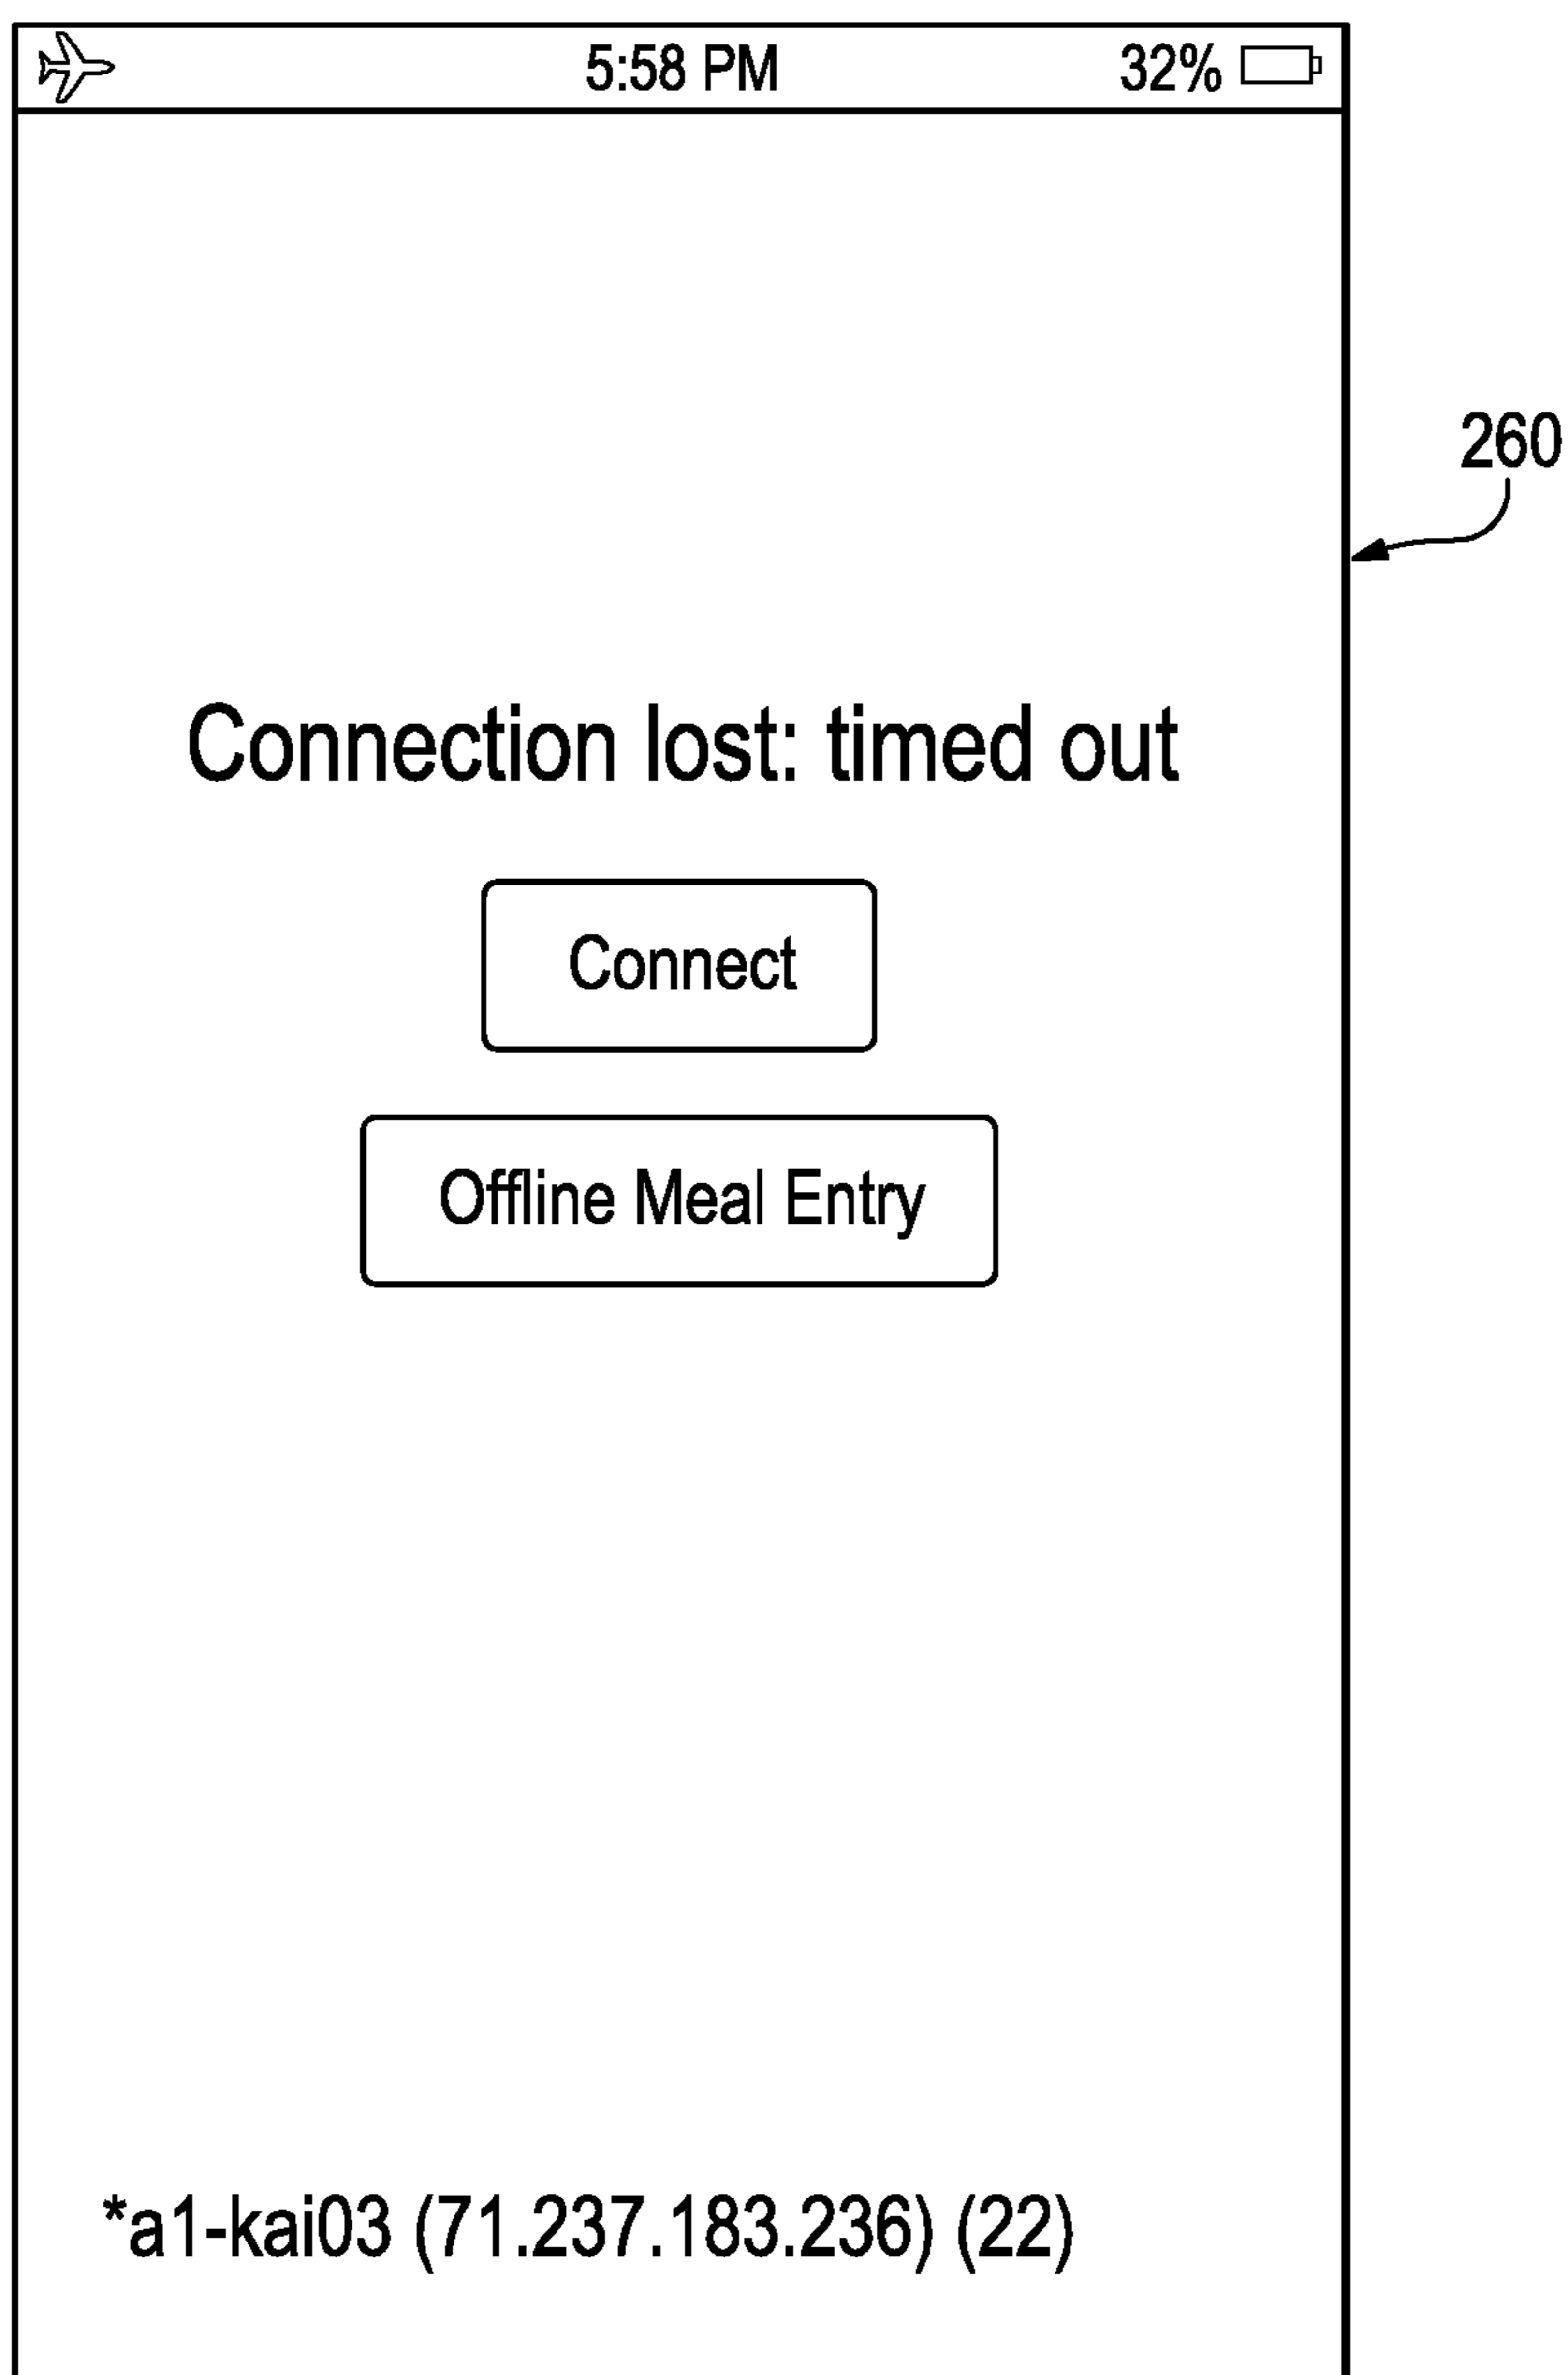 5:58 PM 32%
260
Connection lost: timed out
Connect
Offline Meal Entry
*a1-kai03 (71.237.183.236) (22)